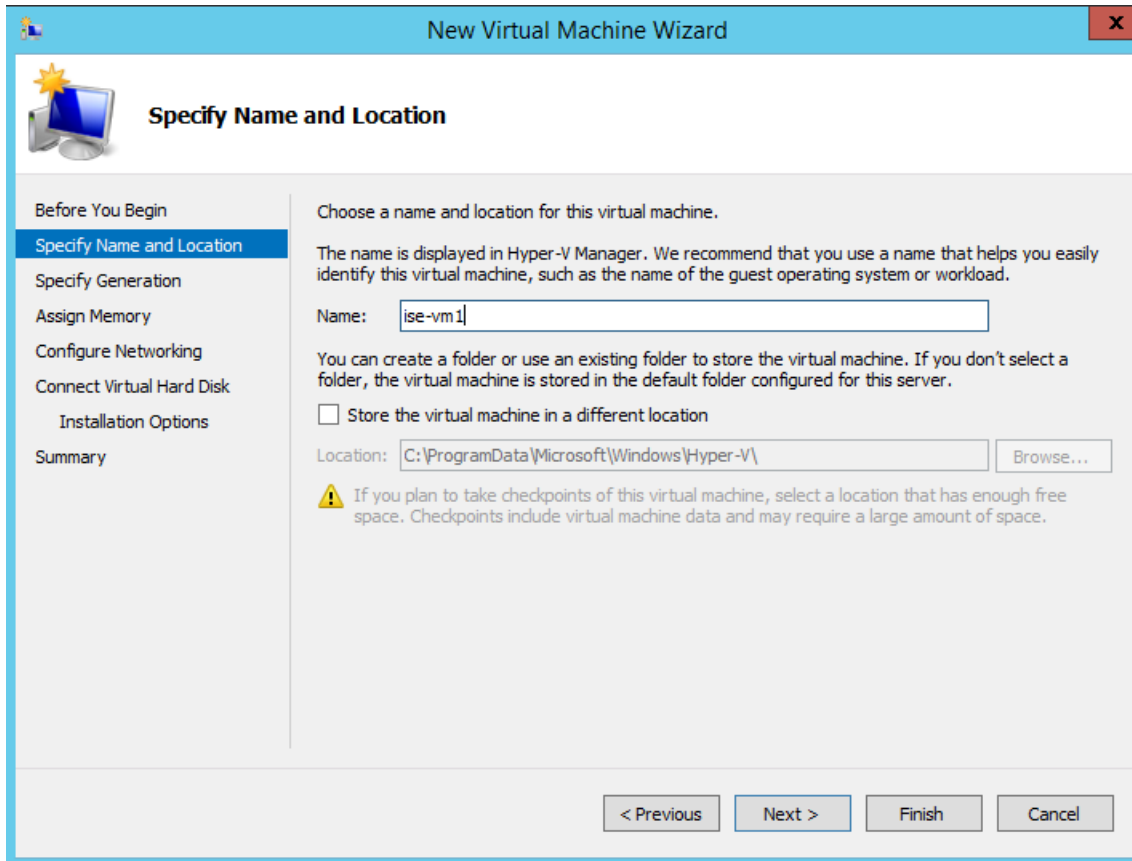 New Virtual Machine Wizard
x
Specify Name and Location
Before You Begin
Specify Name and Location
Specify Generation
Assign Memory
Configure Networking
Connect Virtual Hard Disk
Installation Options
Summary
Choose a name and location for this virtual machine.
The name is displayed in Hyper-V Manager. We recommend that you use a name that helps you easily
identify this virtual machine, such as the name of the guest operating system or workload.
Name: ise-vm1
You can create a folder or use an existing folder to store the virtual machine. If you don't select a
folder, the virtual machine is stored in the default folder configured for this server.
Store the virtual machine in a different location
Location: C:\ProgramData\Microsoft\Windows\Hyper-V\ Browse...
If you plan to take checkpoints of this virtual machine, select a location that has enough free
space. Checkpoints include virtual machine data and may require a large amount of space.
< Previous Next > Finish Cancel